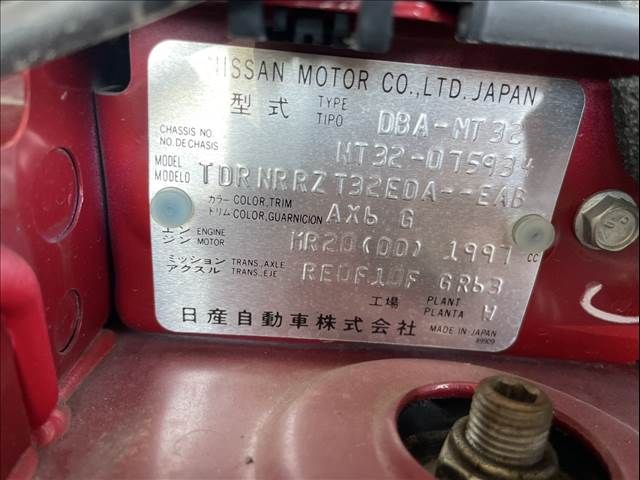 NISSAN MOTOR CO.,LTD. JAPAN
型式 TYPE TIPO DBA-NT32
CHASSIS NO. NO.DE CHASIS NT32-075934
MODEL MODELO TDRNRRZ T32EDA--EAB
カラー COLOR,TRIM トリム COLOR,GUARNICION AX6 G
エンジン ENGINE MOTOR MR20(DD) 1997 cc
ミッション TRANS.,AXLE アクスル TRANS.,EJE RE0F10F GR63
工場 PLANT PLANTA W
日産自動車株式会社 MADE IN JAPAN